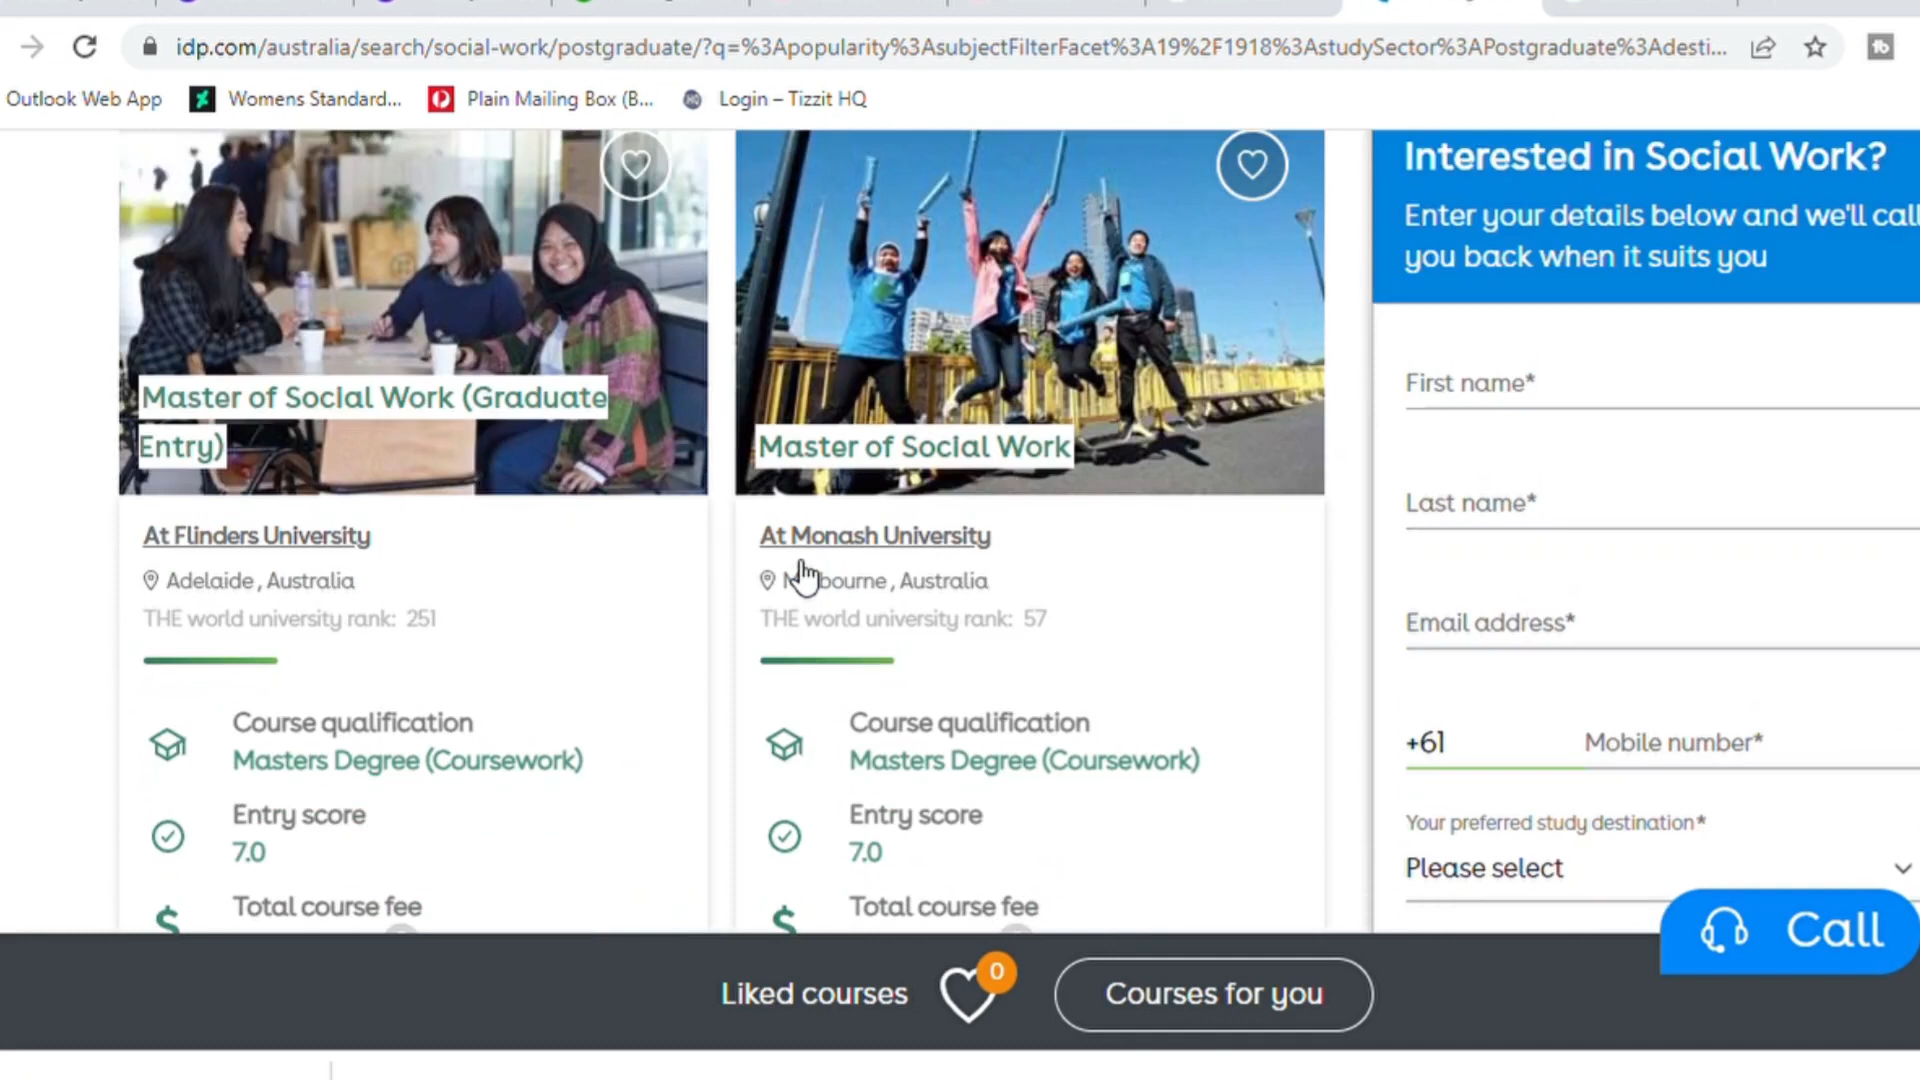 idp.com/australia/search/social-work/postgraduate/?q=%3Apopularity%3AsubjectFilterFacet%3A19%2F1918%3AstudySector%3APostgraduate%3Adesti...
Outlook Web App
Womens Standard...
Plain Mailing Box (B...
HQ
Login – Tizzit HQ
Master of Social Work (Graduate
Entry)
At Flinders University
Adelaide, Australia
THE world university rank: 251
Course qualification
Masters Degree (Coursework)
Entry score
7.0
Total course fee
Master of Social Work
At Monash University
bourne, Australia
THE world university rank: 57
Course qualification
Masters Degree (Coursework)
Entry score
7.0
Total course fee
Interested in Social Work?
Enter your details below and we'll call
you back when it suits you
First name*
Last name*
Email address*
+61 Mobile number*
Your preferred study destination*
Please select
Call
Liked courses
0
Courses for you